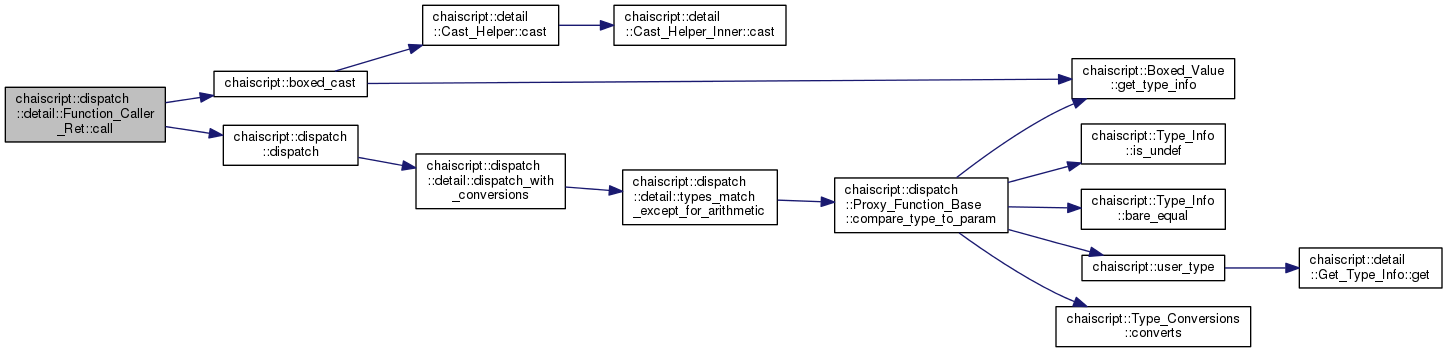 chaiscript::dispatch
::detail::Function_Caller
_Ret::call
chaiscript::boxed_cast
chaiscript::detail
::Cast_Helper::cast
chaiscript::detail
::Cast_Helper_Inner::cast
chaiscript::dispatch
::dispatch
chaiscript::dispatch
::detail::dispatch_with
_conversions
chaiscript::dispatch
::detail::types_match
_except_for_arithmetic
chaiscript::dispatch
::Proxy_Function_Base
::compare_type_to_param
chaiscript::Boxed_Value
::get_type_info
chaiscript::Type_Info
::is_undef
chaiscript::Type_Info
::bare_equal
chaiscript::user_type
chaiscript::detail
::Get_Type_Info::get
chaiscript::Type_Conversions
::converts